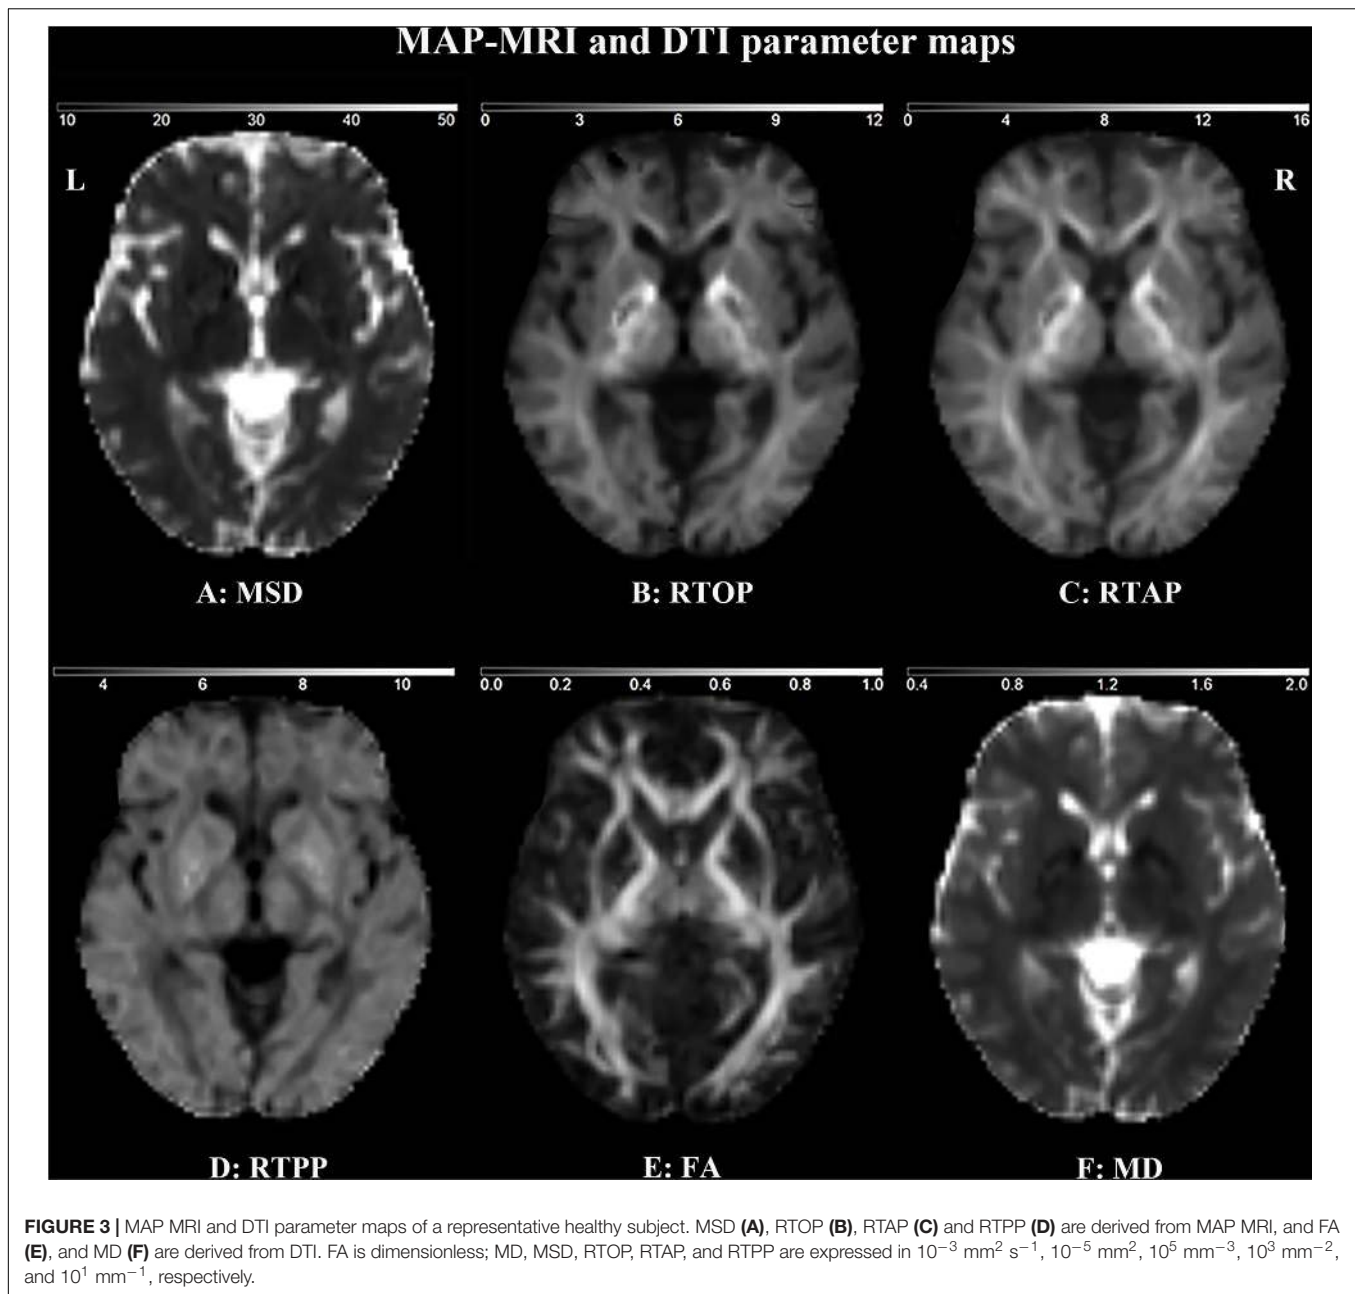 MAP-MRI and DTI parameter maps
10 20 30 40 50
0 3 6 9 12
0 4 8 12 16
L
R
A: MSD
B: RTOP
C: RTAP
4 6 8 10
0.0 0.2 0.4 0.6 0.8 1.0
0.4 0.8 1.2 1.6 2.0
D: RTPP
E: FA
F: MD
FIGURE 3 | MAP MRI and DTI parameter maps of a representative healthy subject. MSD (A), RTOP (B), RTAP (C) and RTPP (D) are derived from MAP MRI, and FA
(E), and MD (F) are derived from DTI. FA is dimensionless; MD, MSD, RTOP, RTAP, and RTPP are expressed in 10⁻³ mm² s⁻¹, 10⁻⁵ mm², 10⁵ mm⁻³, 10³ mm⁻²,
and 10¹ mm⁻¹, respectively.